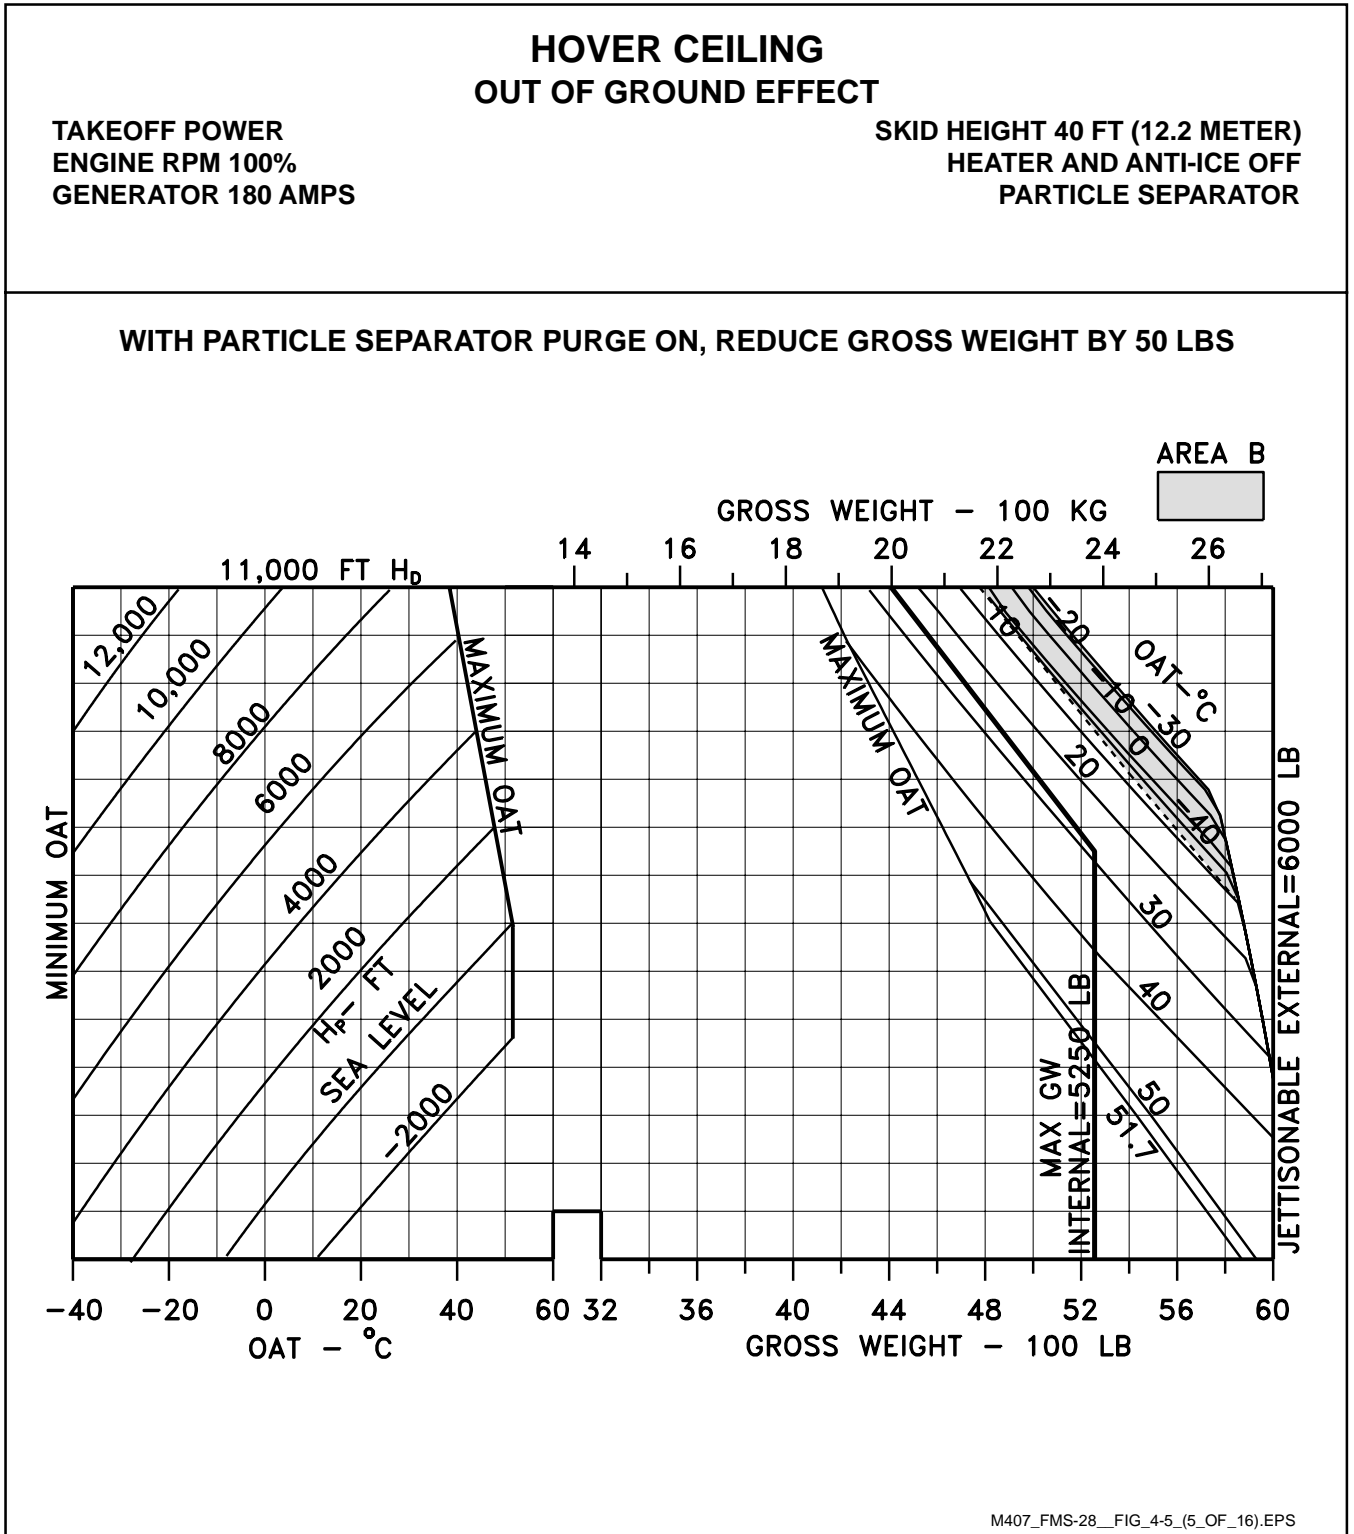 HOVER CEILING
OUT OF GROUND EFFECT
TAKEOFF POWER
ENGINE RPM 100%
GENERATOR 180 AMPS
SKID HEIGHT 40 FT (12.2 METER)
HEATER AND ANTI-ICE OFF
PARTICLE SEPARATOR
WITH PARTICLE SEPARATOR PURGE ON, REDUCE GROSS WEIGHT BY 50 LBS
AREA B
GROSS WEIGHT - 100 KG
14 16 18 20 22 24 26
11,000 FT HD
12,000
10,000
8000
6000
4000
2000
HP- FT
SEA LEVEL
-2000
MINIMUM OAT
MAXIMUM OAT
MAXIMUM OAT
OAT-°C
-20
10
-10
-30
0
20
-40
30
40
50
51.7
MAX GW
INTERNAL=5250 LB
JETTISONABLE EXTERNAL=6000 LB
-40 -20 0 20 40 60 32 36 40 44 48 52 56 60
OAT - °C
GROSS WEIGHT - 100 LB
M407_FMS-28__FIG_4-5_(5_OF_16).EPS